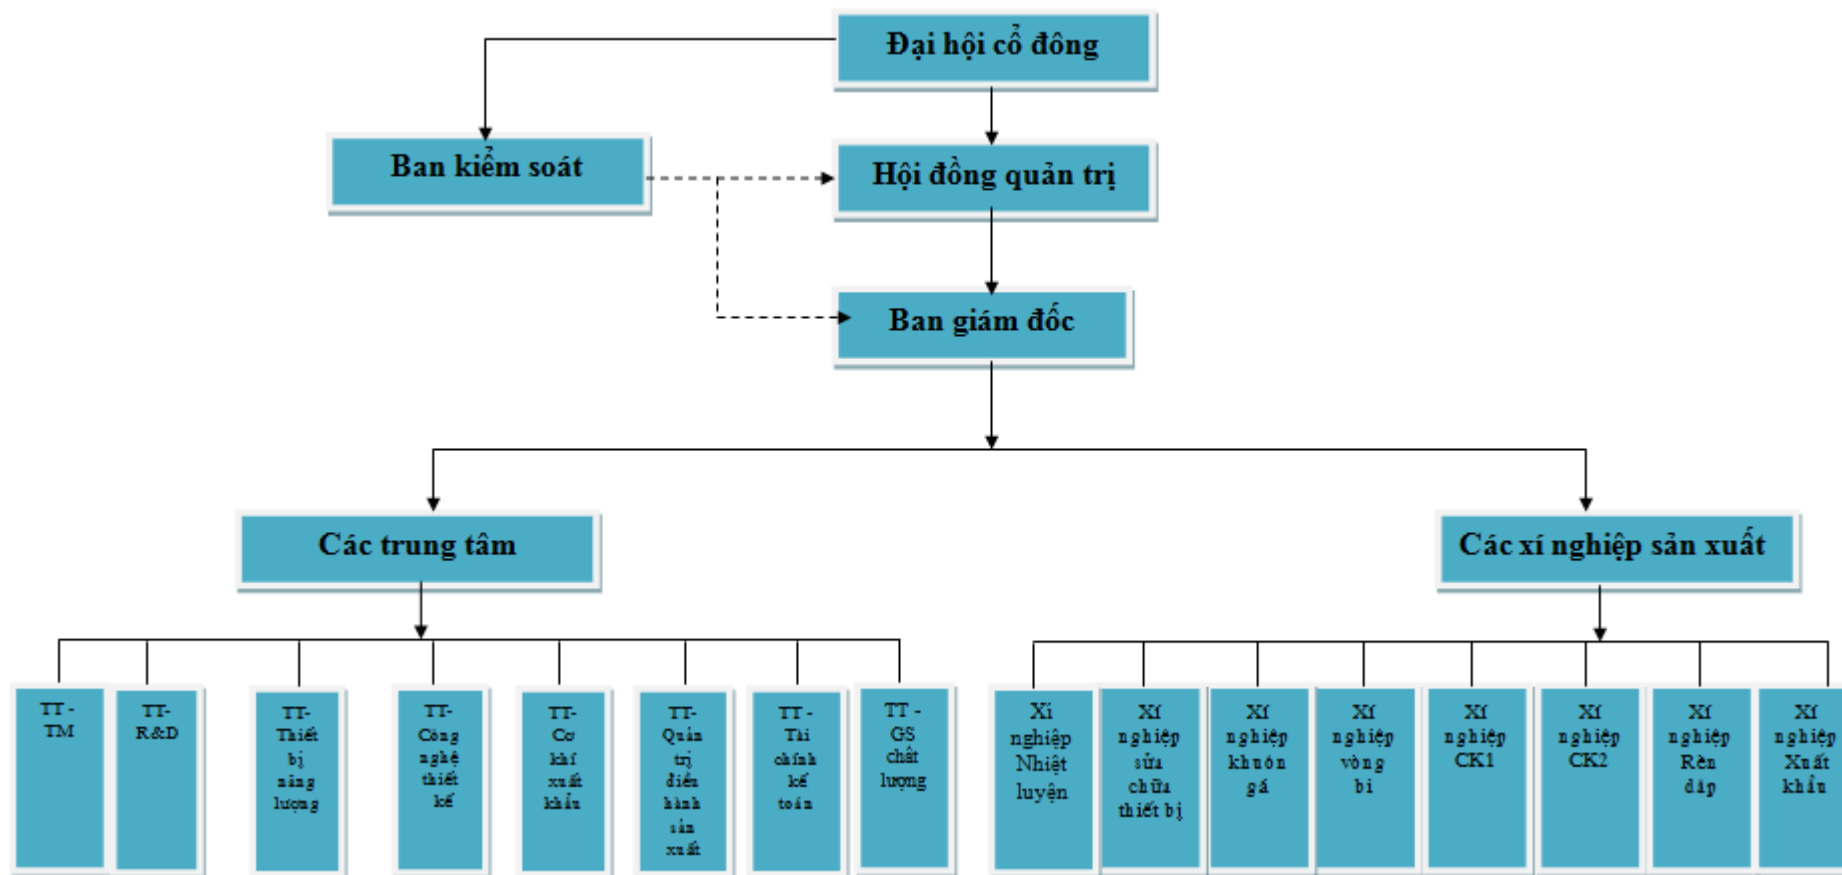 Đại hội cổ đông
Ban kiểm soát
Hội đồng quản trị
Ban giám đốc
Các trung tâm
Các xí nghiệp sản xuất
TT -
TM
TT-
R&D
TT-
Thiết
bị
năng
lượng
TT-
Công
nghệ
thiết
kế
TT-
Cơ
khí
xuất
khẩu
TT-
Quản
trị
điều
hành
sản
xuất
TT -
Tài
chính
kế
toán
TT -
GS
chất
lượng
Xí
nghiệp
Nhiệt
luyện
Xí
nghiệp
sửa
chữa
thiết bị
Xí
nghiệp
khuôn
gá
Xí
nghiệp
vòng
bi
Xí
nghiệp
CK1
Xí
nghiệp
CK2
Xí
nghiệp
Rèn
dập
Xí
nghiệp
Xuất
khẩu